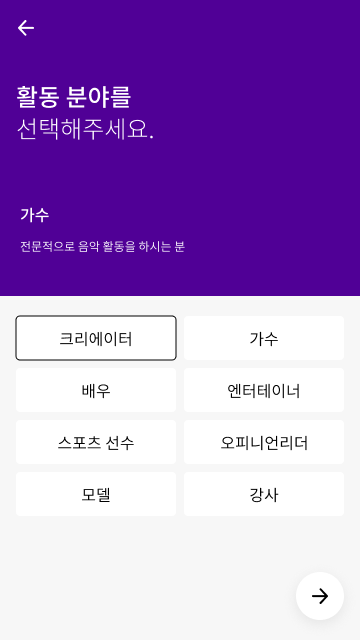 활동 분야를
선택해주세요.
가수
전문적으로 음악 활동을 하시는 분
크리에이터
가수
배우
엔터테이너
스포츠 선수
오피니언리더
모델
강사